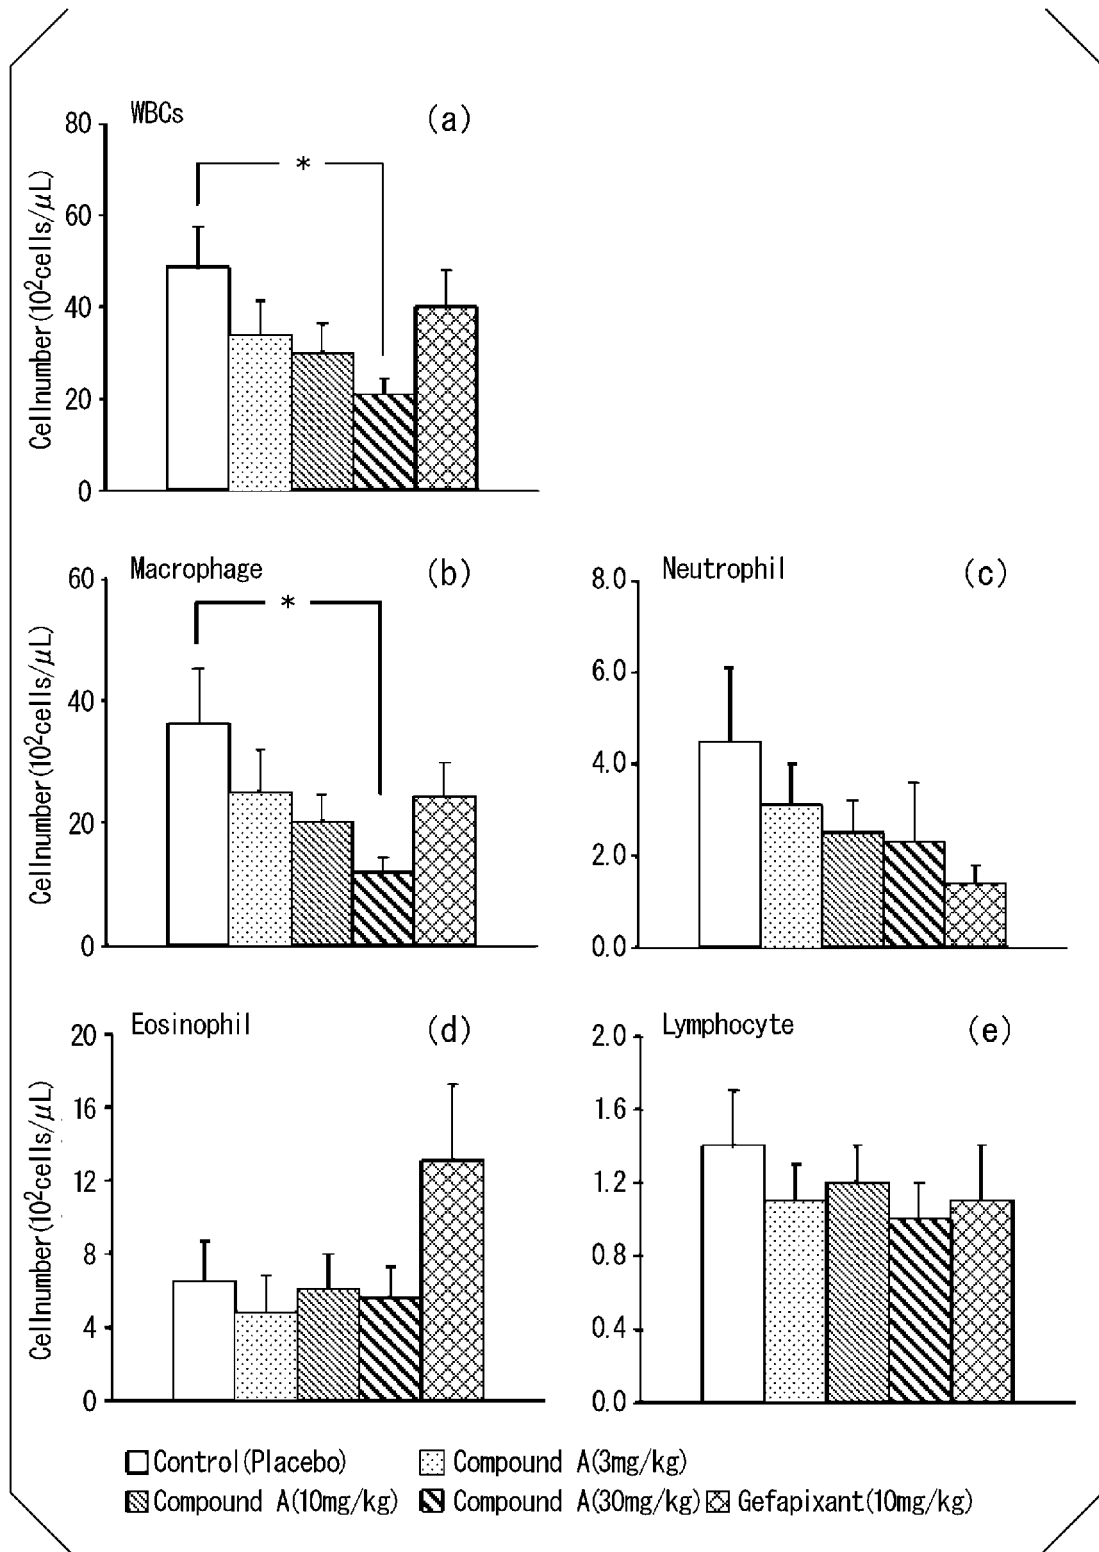 WBCs (a)
80
60
40
20
0
Cellnumber(10²cells/μL)
*
Macrophage (b)
60
40
20
0
Cellnumber(10²cells/μL)
*
Neutrophil (c)
8.0
6.0
4.0
2.0
0.0
Eosinophil (d)
20
16
12
8
4
0
Cellnumber(10²cells/μL)
Lymphocyte (e)
2.0
1.6
1.2
0.8
0.4
0.0
Control(Placebo) Compound A(3mg/kg)
Compound A(10mg/kg) Compound A(30mg/kg) Gefapixant(10mg/kg)